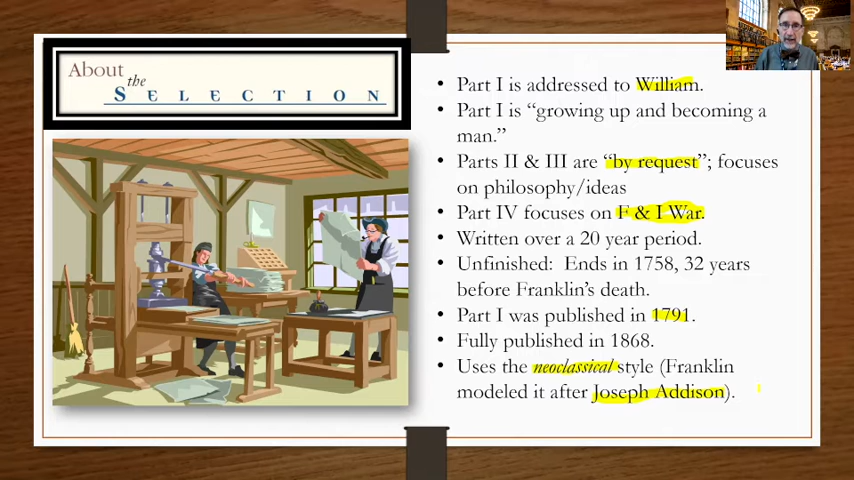 About
the
SELECTION
• Part I is addressed to William.
• Part I is “growing up and becoming a
man.”
• Parts II & III are “by request”; focuses
on philosophy/ideas
• Part IV focuses on F & I War.
• Written over a 20 year period.
• Unfinished:  Ends in 1758, 32 years
before Franklin’s death.
• Part I was published in 1791.
• Fully published in 1868.
• Uses the neoclassical style (Franklin
modeled it after Joseph Addison).